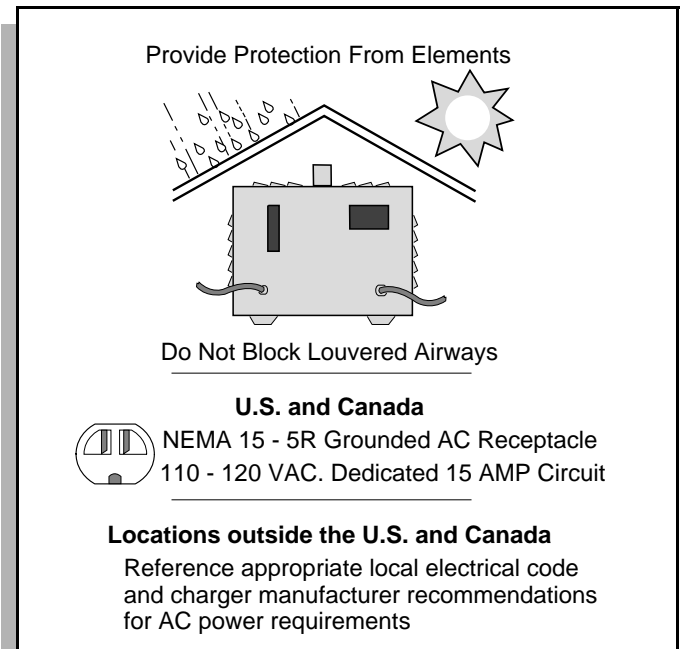 Provide Protection From Elements
Do Not Block Louvered Airways
U.S. and Canada
NEMA 15 - 5R Grounded AC Receptacle
110 - 120 VAC. Dedicated 15 AMP Circuit
Locations outside the U.S. and Canada
Reference appropriate local electrical code
and charger manufacturer recommendations
for AC power requirements